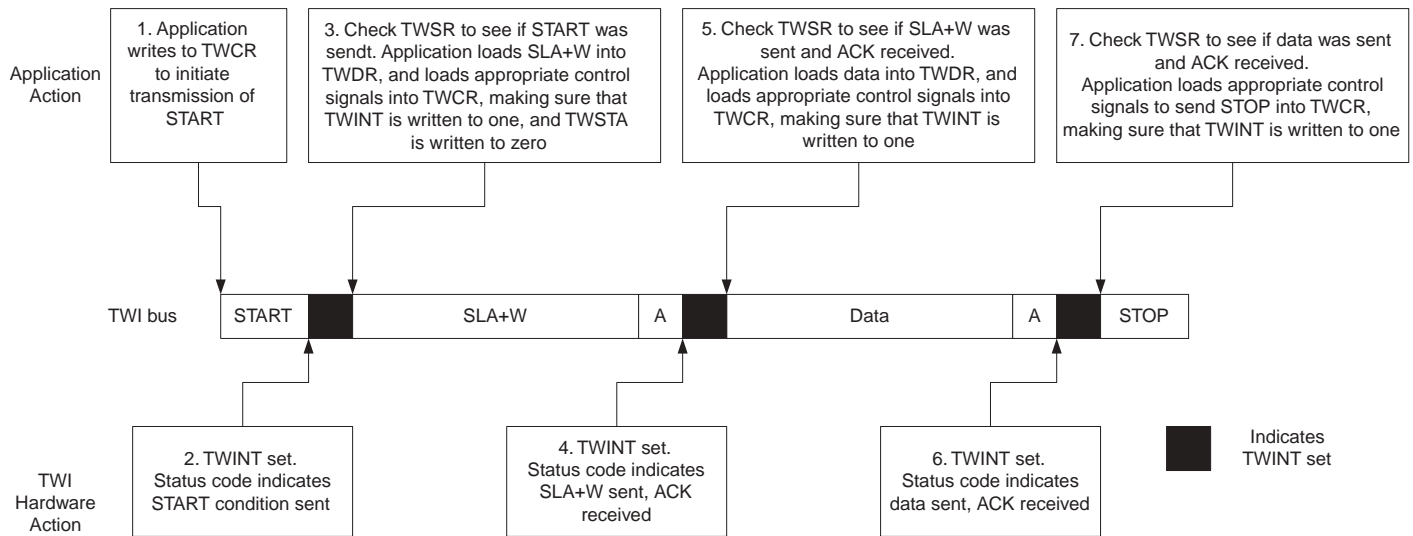 Application
Action
1. Application
writes to TWCR
to initiate
transmission of
START
3. Check TWSR to see if START was
sendt. Application loads SLA+W into
TWDR, and loads appropriate control
signals into TWCR, making sure that
TWINT is written to one, and TWSTA
is written to zero
5. Check TWSR to see if SLA+W was
sent and ACK received.
Application loads data into TWDR, and
loads appropriate control signals into
TWCR, making sure that TWINT is
written to one
7. Check TWSR to see if data was sent
and ACK received.
Application loads appropriate control
signals to send STOP into TWCR,
making sure that TWINT is written to one
TWI bus
START
SLA+W
A
Data
A
STOP
TWI
Hardware
Action
2. TWINT set.
Status code indicates
START condition sent
4. TWINT set.
Status code indicates
SLA+W sent, ACK
received
6. TWINT set.
Status code indicates
data sent, ACK received
Indicates
TWINT set